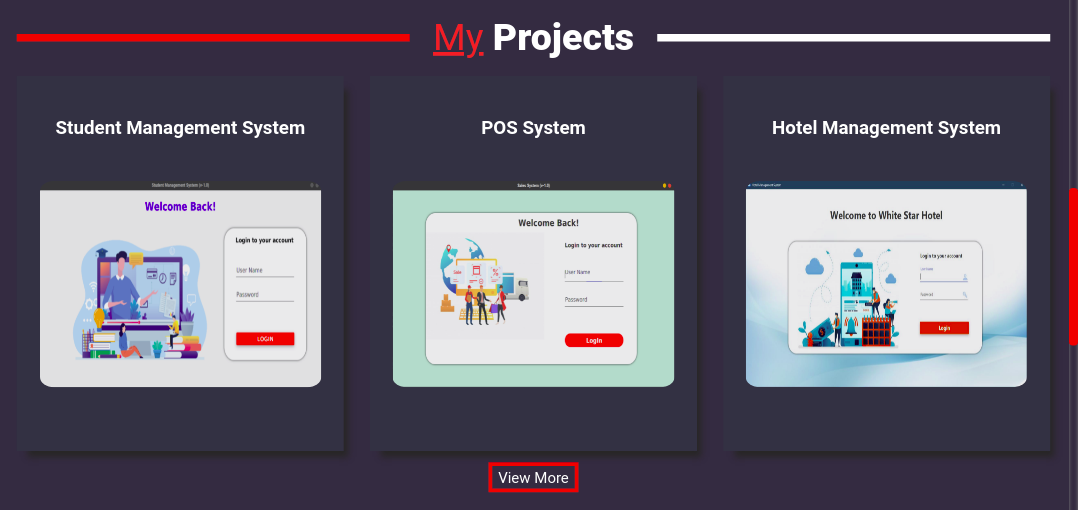 My Projects
Student Management System
POS System
Hotel Management System
Student Management System (v-1.0)
Welcome Back!
Login to your account
User Name
Password
LOGIN
Sales System (v-1.0)
Welcome Back!
Login to your account
User Name
Password
Login
Welcome to White Star Hotel
Login to your account
Password
Login
View More